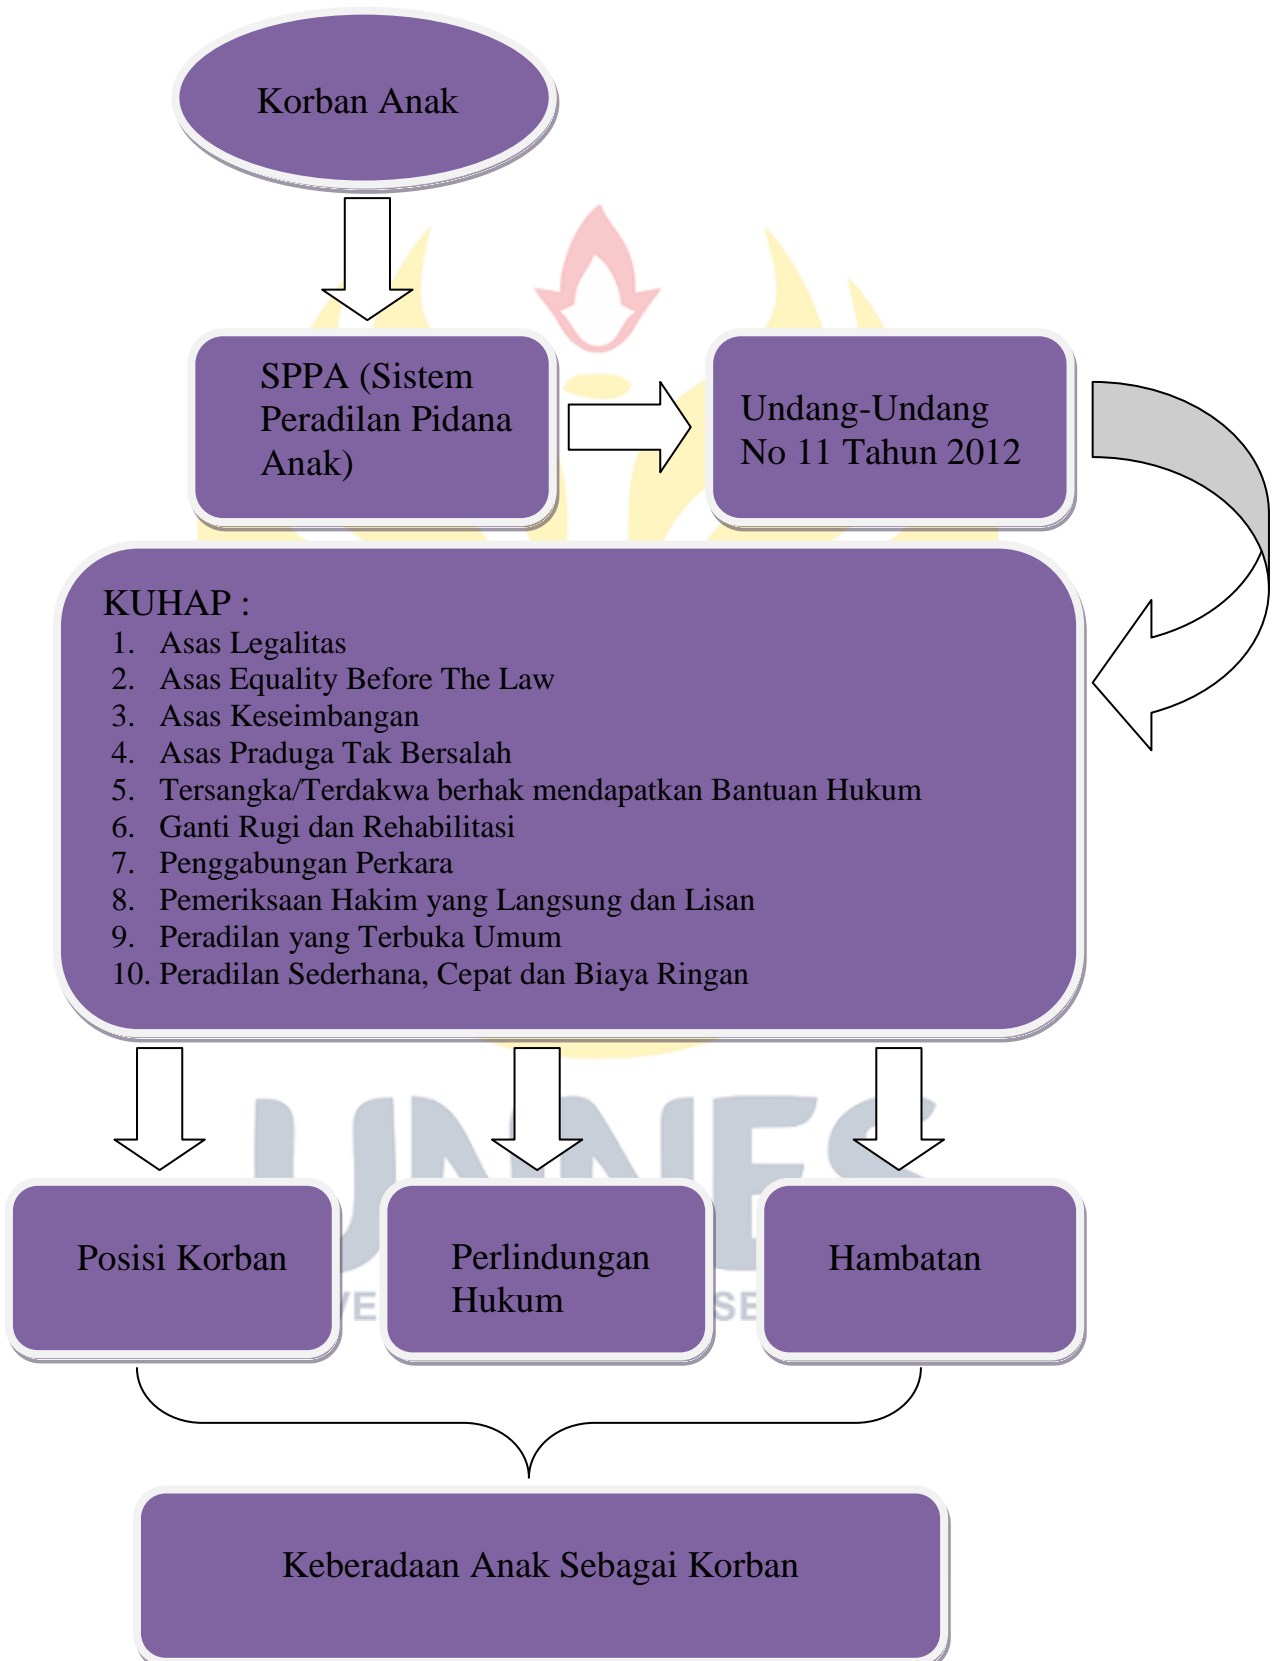 Korban Anak
SPPA (Sistem
Peradilan Pidana
Anak)
Undang-Undang
No 11 Tahun 2012
KUHAP :
1. Asas Legalitas
2. Asas Equality Before The Law
3. Asas Keseimbangan
4. Asas Praduga Tak Bersalah
5. Tersangka/Terdakwa berhak mendapatkan Bantuan Hukum
6. Ganti Rugi dan Rehabilitasi
7. Penggabungan Perkara
8. Pemeriksaan Hakim yang Langsung dan Lisan
9. Peradilan yang Terbuka Umum
10. Peradilan Sederhana, Cepat dan Biaya Ringan
UNNES
Posisi Korban
Perlindungan
Hukum
Hambatan
Keberadaan Anak Sebagai Korban